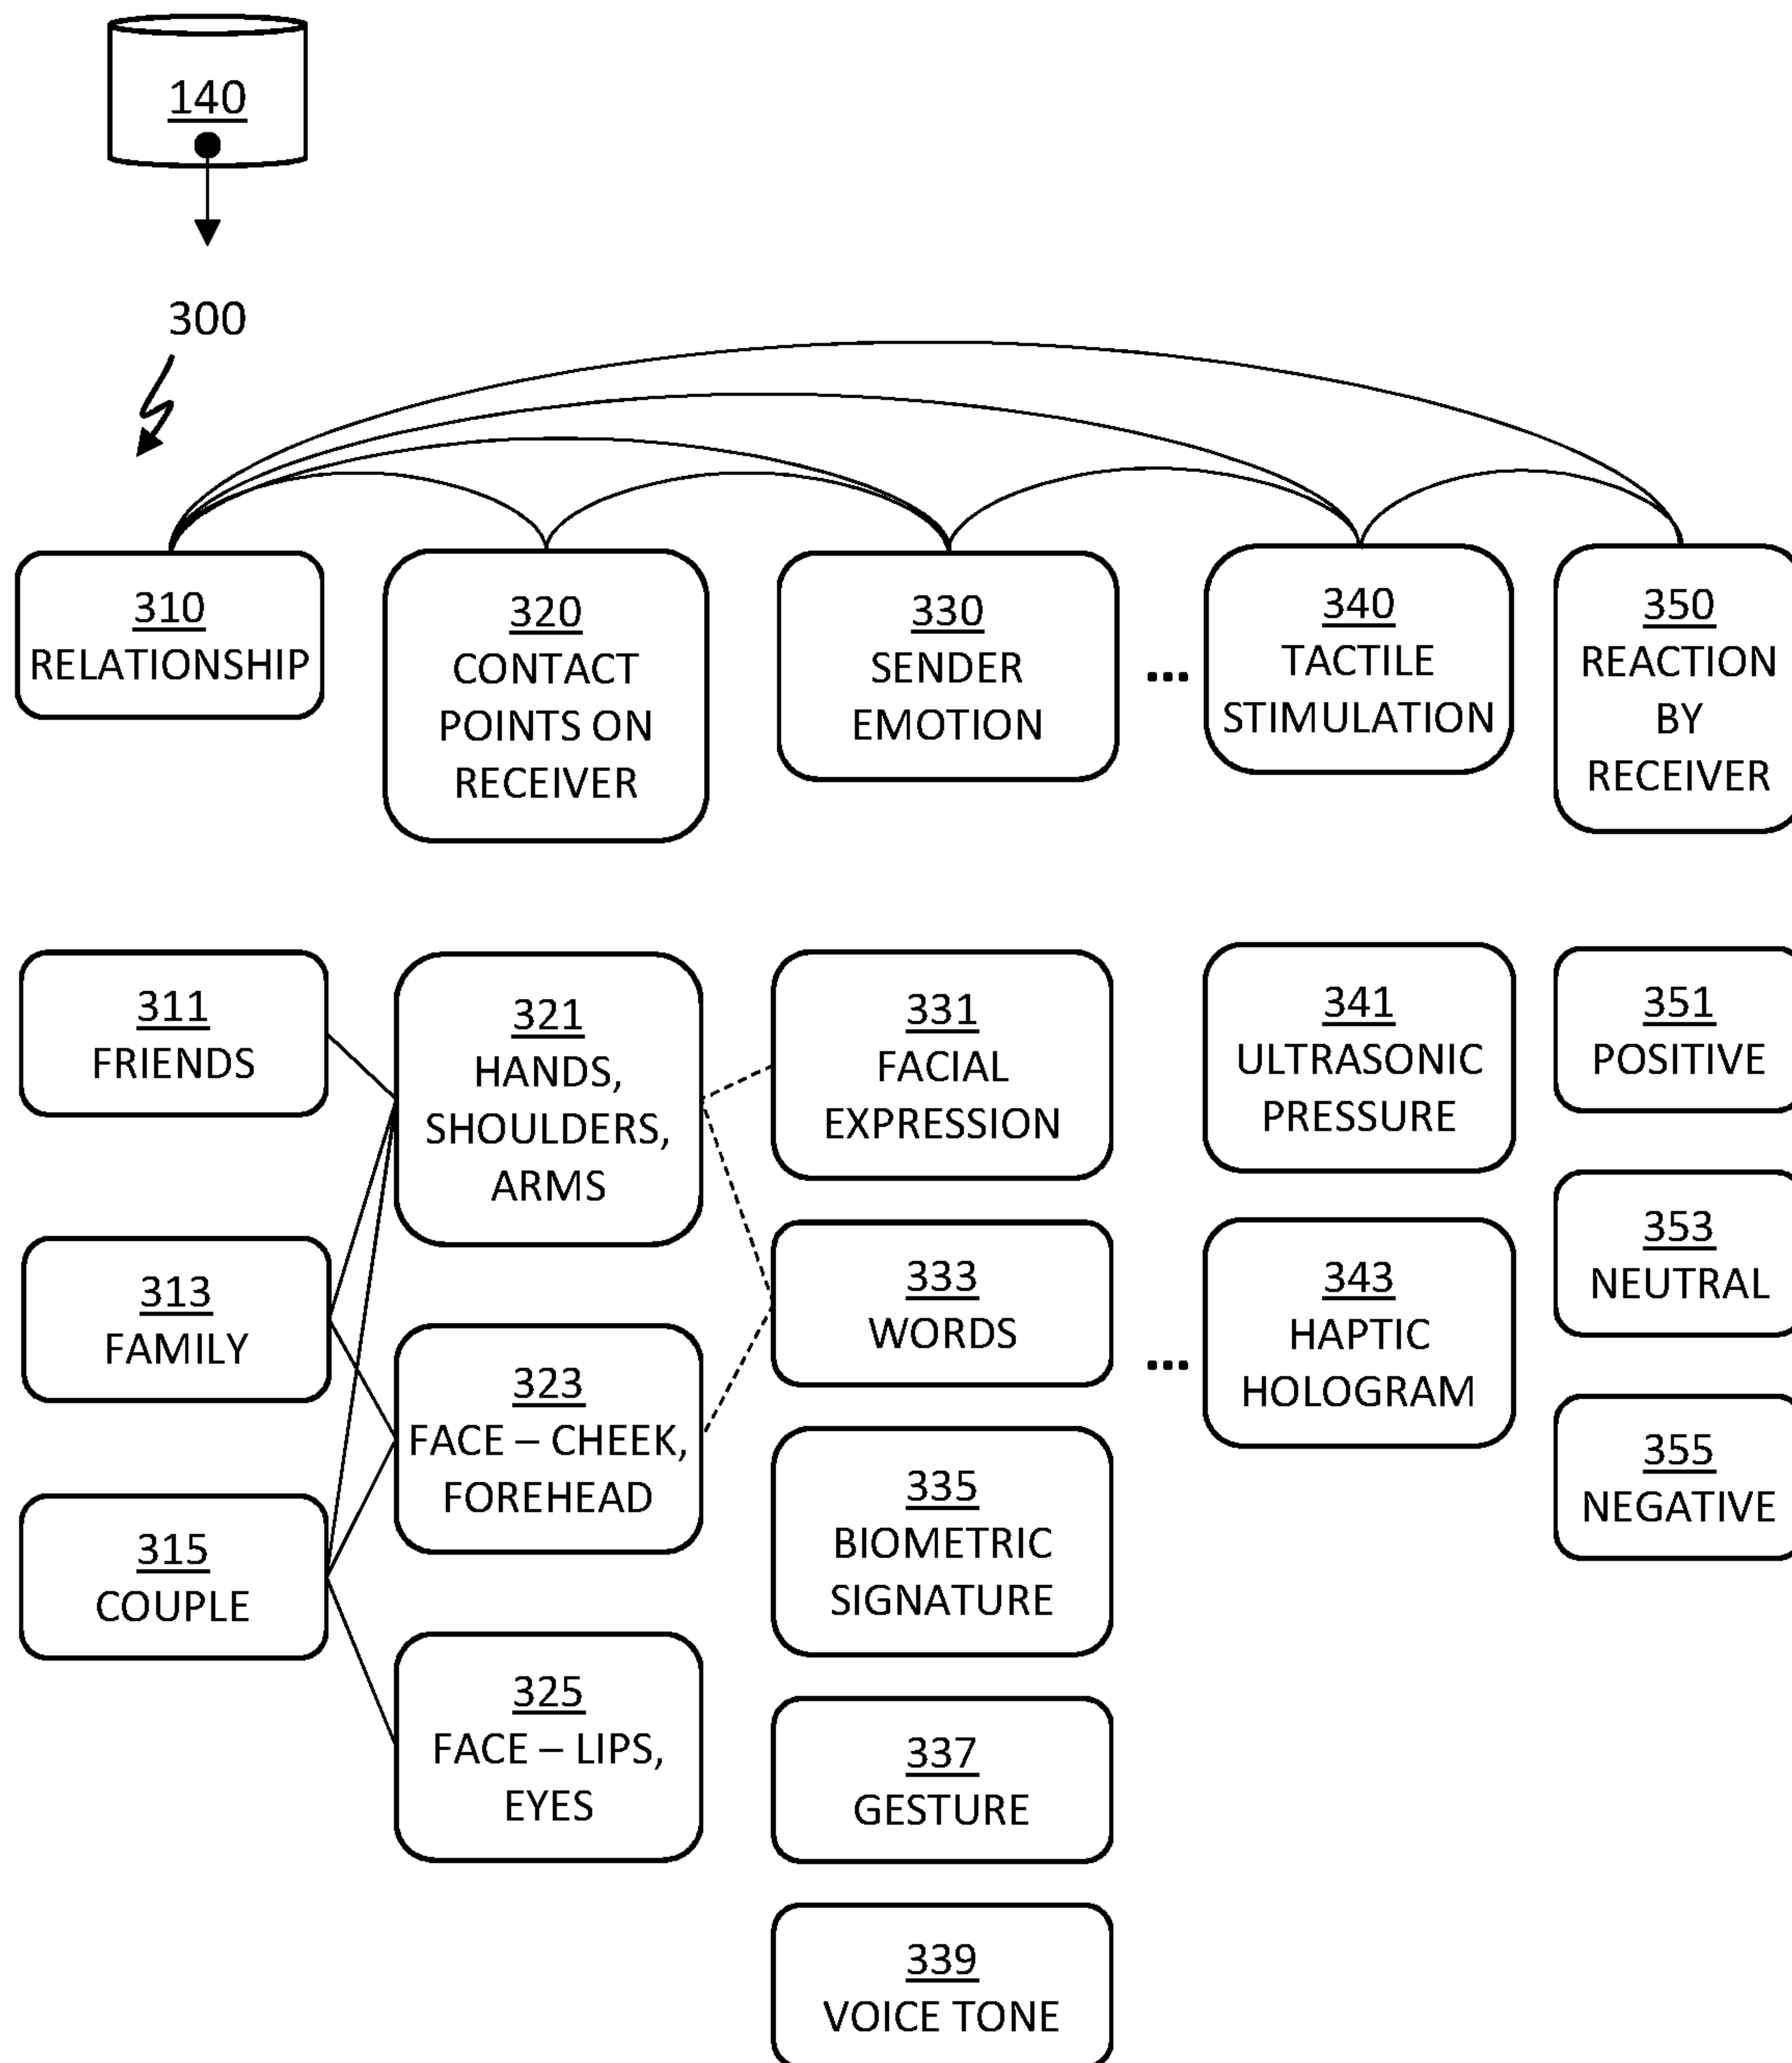 140
300
310
RELATIONSHIP
320
CONTACT
POINTS ON
RECEIVER
330
SENDER
EMOTION
...
340
TACTILE
STIMULATION
350
REACTION
BY
RECEIVER
311
FRIENDS
313
FAMILY
315
COUPLE
321
HANDS,
SHOULDERS,
ARMS
323
FACE – CHEEK,
FOREHEAD
325
FACE – LIPS,
EYES
331
FACIAL
EXPRESSION
333
WORDS
335
BIOMETRIC
SIGNATURE
337
GESTURE
339
VOICE TONE
...
341
ULTRASONIC
PRESSURE
343
HAPTIC
HOLOGRAM
351
POSITIVE
353
NEUTRAL
355
NEGATIVE